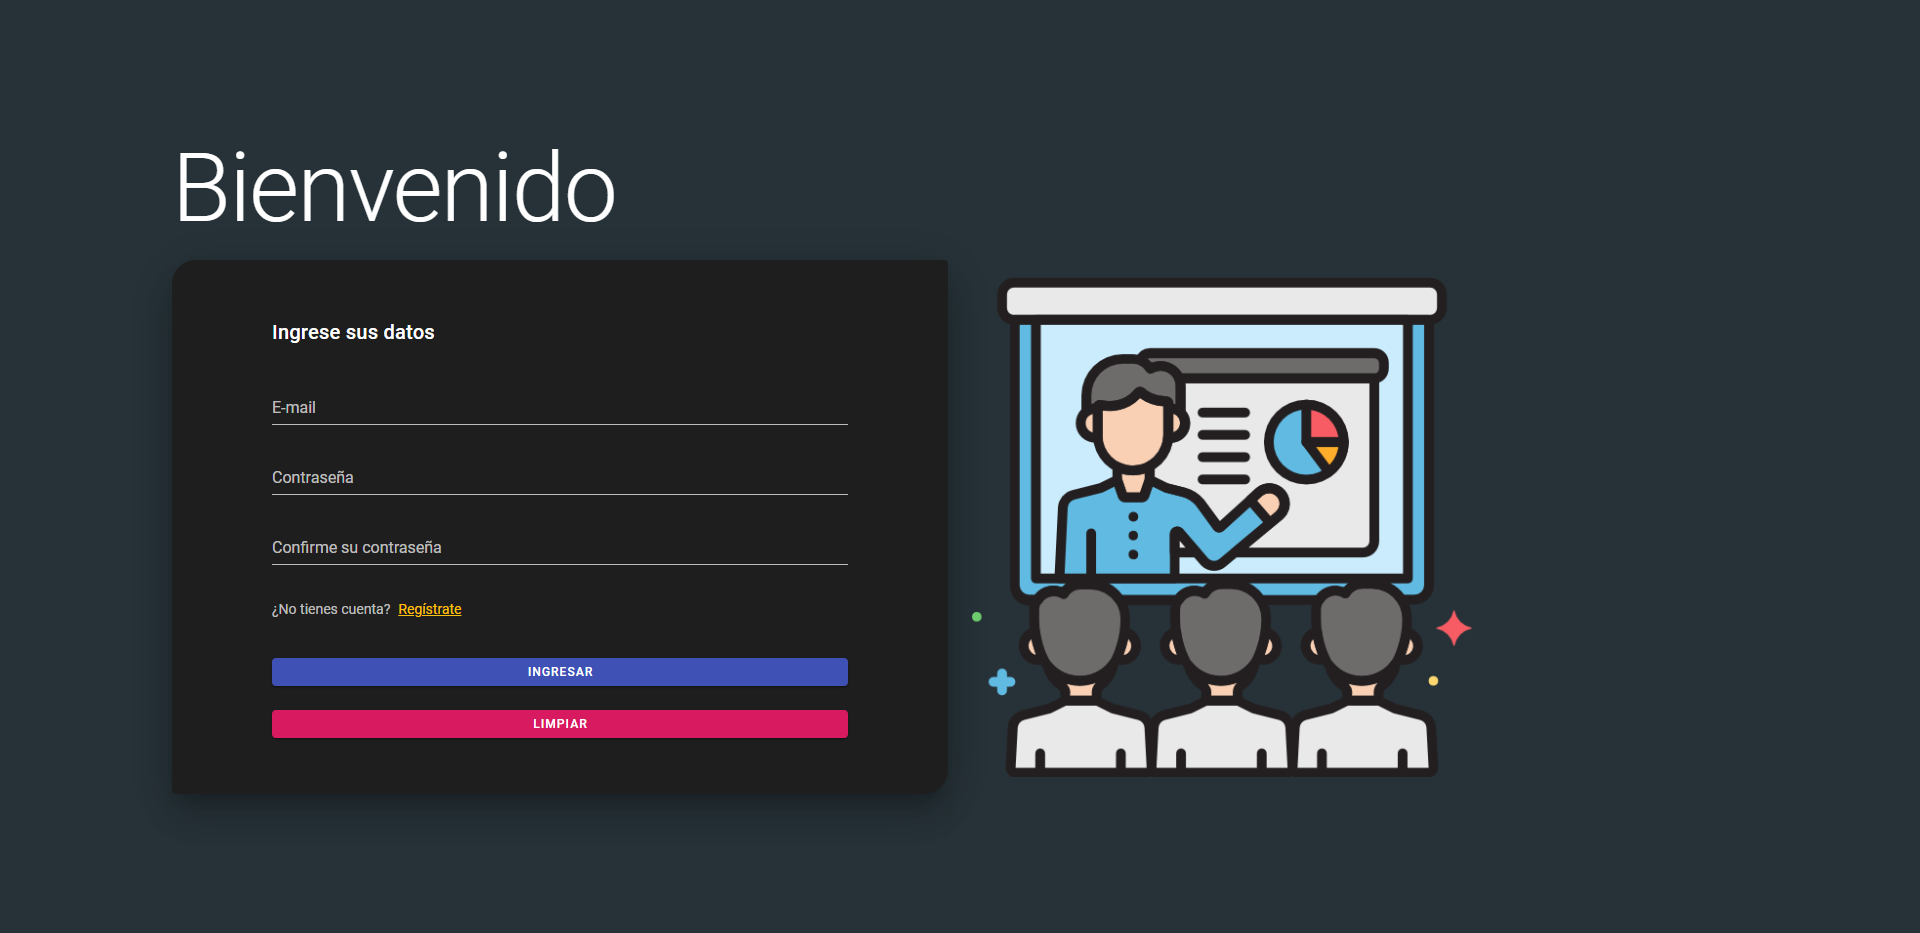 Bienvenido
Ingrese sus datos
E-mail
Contraseña
Confirme su contraseña
¿No tienes cuenta? Regístrate
INGRESAR
LIMPIAR